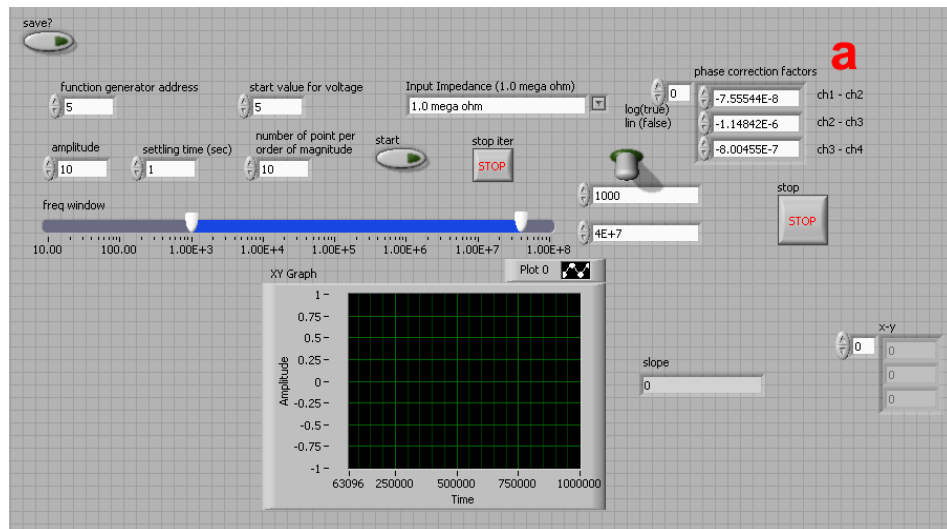 save?
a
phase correction factors
function generator address
start value for voltage
Input Impedance (1.0 mega ohm)
5
5
1.0 mega ohm
0
-7.55544E-8
ch1 - ch2
log(true)
lin (false)
-1.14842E-6
ch2 - ch3
-8.00455E-7
ch3 - ch4
amplitude
settling time (sec)
number of point per
order of magnitude
start
stop iter
10
1
10
STOP
stop
1000
STOP
freq window
4E+7
10.00 100.00 1.00E+3 1.00E+4 1.00E+5 1.00E+6 1.00E+7 1.00E+8
XY Graph
Plot 0
1
0.75
0.5
0.25
0
-0.25
-0.5
-0.75
-1
Amplitude
63096 250000 500000 750000 1000000
Time
slope
0
x-y
0
0
0
0